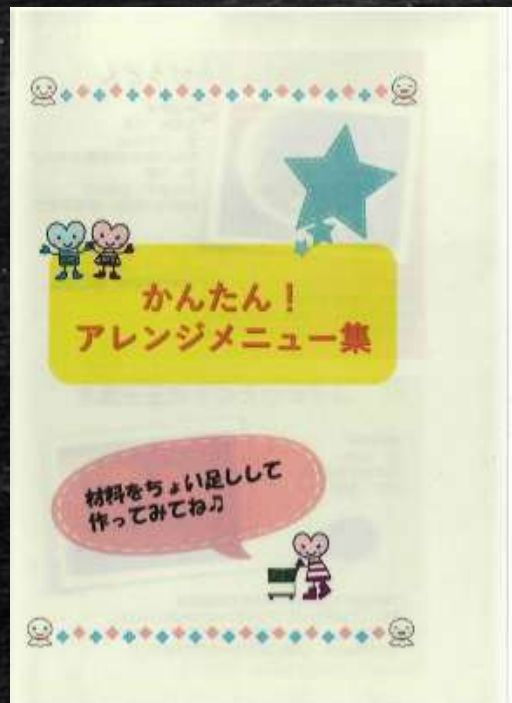 かんたん!
アレンジメニュー集
材料をちょい足しして
作ってみてね♫